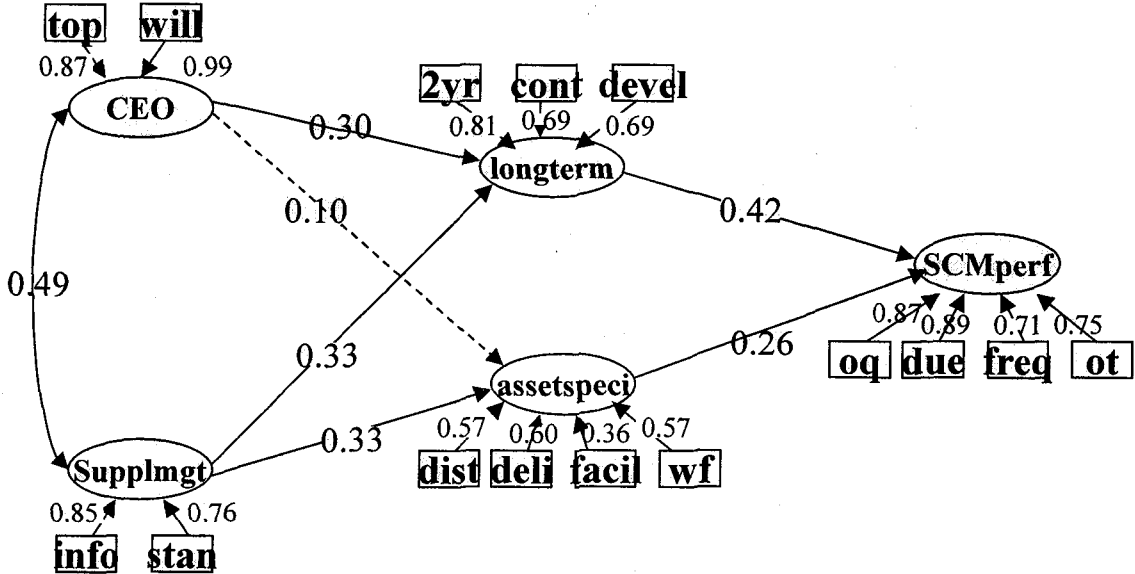 top will
0.87 0.99
CEO
2yr cont devel
0.81 0.69 0.69
0.30
longterm
0.10
0.42
0.49
SCMperf
0.87 0.89 0.71 0.75
oq due freq ot
0.33
0.26
assetspeci
0.33
0.57 0.60 0.36 0.57
dist deli facil wf
Supplmgt
0.85 0.76
info stan